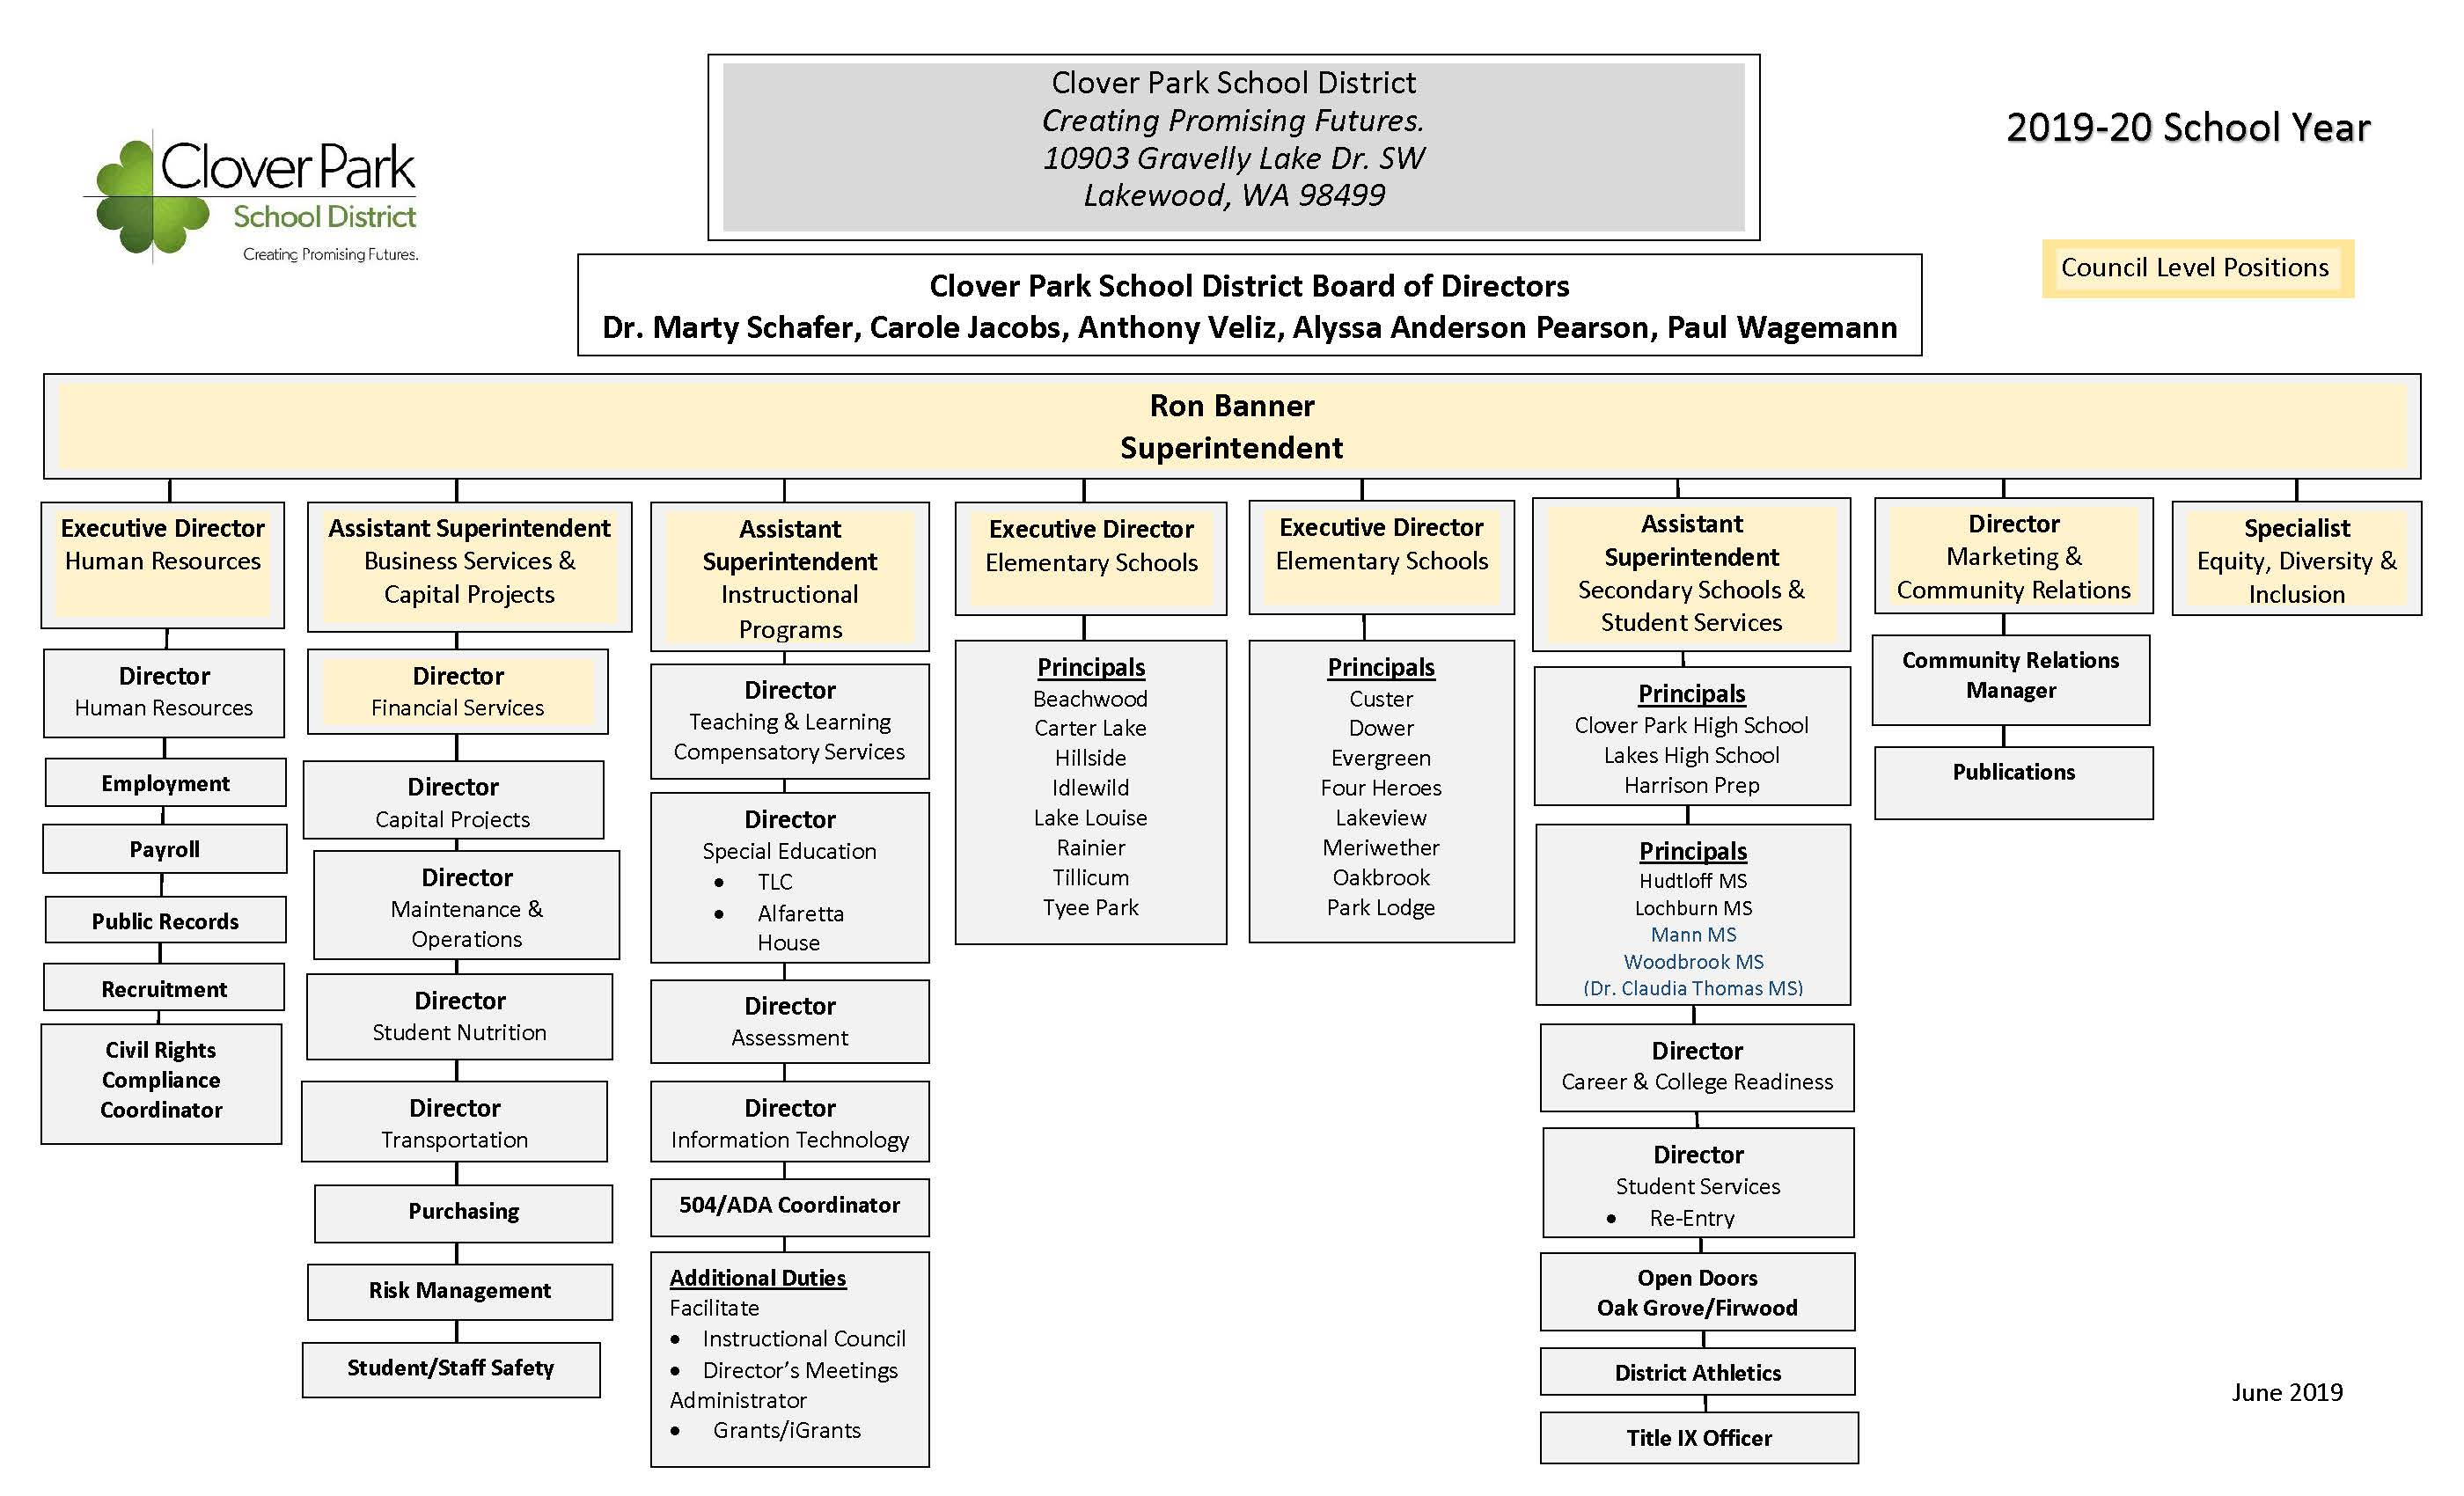 Clover Park School District
Creating Promising Futures.
10903 Gravelly Lake Dr. SW
Lakewood, WA 98499
2019-20 School Year
Clover Park
School District
Creating Promising Futures.
Council Level Positions
Clover Park School District Board of Directors
Dr. Marty Schafer, Carole Jacobs, Anthony Veliz, Alyssa Anderson Pearson, Paul Wagemann
Ron Banner
Superintendent
Executive Director
Human Resources
Director
Human Resources
Employment
Payroll
Public Records
Recruitment
Civil Rights
Compliance
Coordinator
Assistant Superintendent
Business Services &
Capital Projects
Director
Financial Services
Director
Capital Projects
Director
Maintenance &
Operations
Director
Student Nutrition
Director
Transportation
Purchasing
Risk Management
Student/Staff Safety
Assistant
Superintendent
Instructional
Programs
Director
Teaching & Learning
Compensatory Services
Director
Special Education
• TLC
• Alfaretta
House
Director
Assessment
Director
Information Technology
504/ADA Coordinator
Additional Duties
Facilitate
• Instructional Council
• Director’s Meetings
Administrator
• Grants/iGrants
Executive Director
Elementary Schools
Principals
Beachwood
Carter Lake
Hillside
Idlewild
Lake Louise
Rainier
Tillicum
Tyee Park
Executive Director
Elementary Schools
Principals
Custer
Dower
Evergreen
Four Heroes
Lakeview
Meriwether
Oakbrook
Park Lodge
Assistant
Superintendent
Secondary Schools &
Student Services
Principals
Clover Park High School
Lakes High School
Harrison Prep
Principals
Hudtloff MS
Lochburn MS
Mann MS
Woodbrook MS
(Dr. Claudia Thomas MS)
Director
Career & College Readiness
Director
Student Services
• Re-Entry
Open Doors
Oak Grove/Firwood
District Athletics
Title IX Officer
Director
Marketing &
Community Relations
Community Relations
Manager
Publications
Specialist
Equity, Diversity &
Inclusion
June 2019